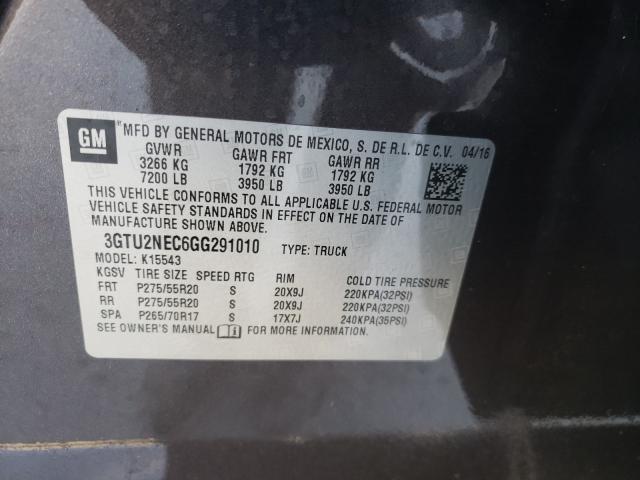 GM MFD BY GENERAL MOTORS DE MEXICO, S. DE R.L. DE C.V. 04/16
GVWR GAWR FRT GAWR RR
3266 KG 1792 KG 1792 KG
7200 LB 3950 LB 3950 LB
THIS VEHICLE CONFORMS TO ALL APPLICABLE U.S. FEDERAL MOTOR
VEHICLE SAFETY STANDARDS IN EFFECT ON THE DATE OF
MANUFACTURE SHOWN ABOVE.
3GTU2NEC6GG291010 TYPE: TRUCK
MODEL: K15543
KGSV TIRE SIZE SPEED RTG RIM COLD TIRE PRESSURE
FRT P275/55R20 S 20X9J 220KPA(32PSI)
RR P275/55R20 S 20X9J 220KPA(32PSI)
SPA P265/70R17 S 17X7J 240KPA(35PSI)
SEE OWNER'S MANUAL FOR MORE INFORMATION.